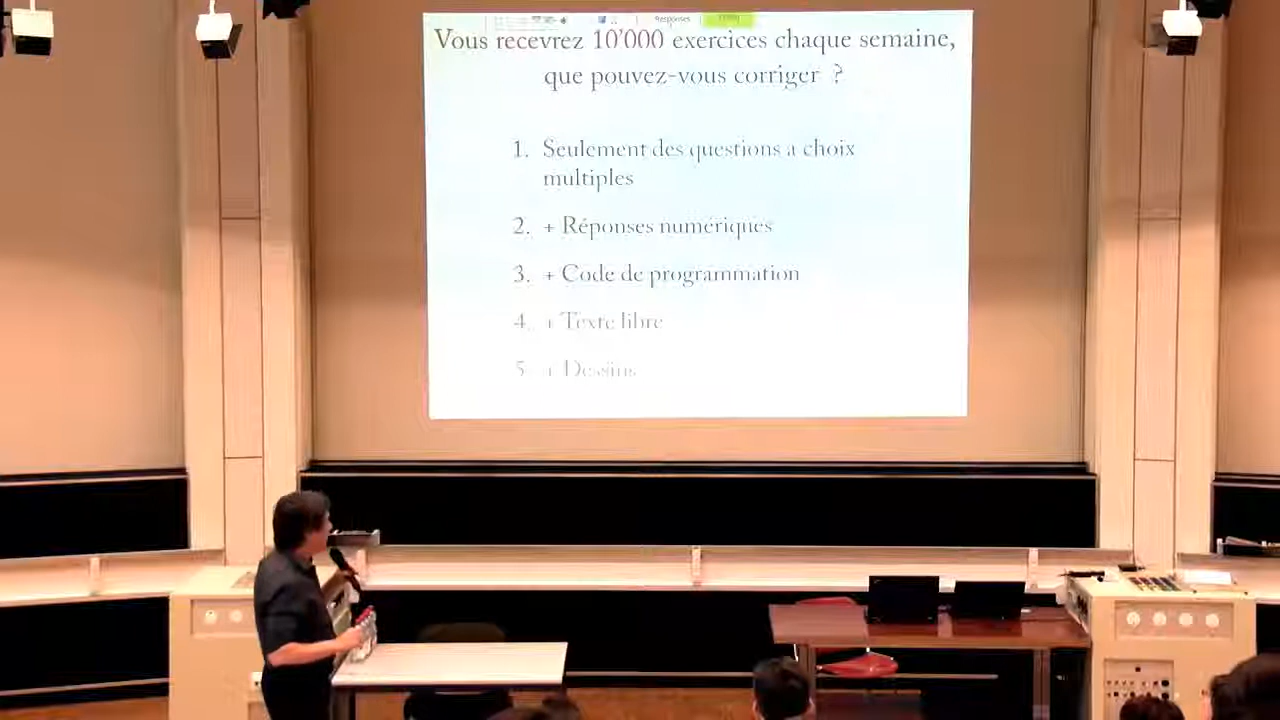 Responses
Vous recevrez 10'000 exercices chaque semaine,
que pouvez-vous corriger ?
1. Seulement des questions a choix
multiples
2. + Réponses numériques
3. + Code de programmation
4. + Texte libre
5. + Dessins